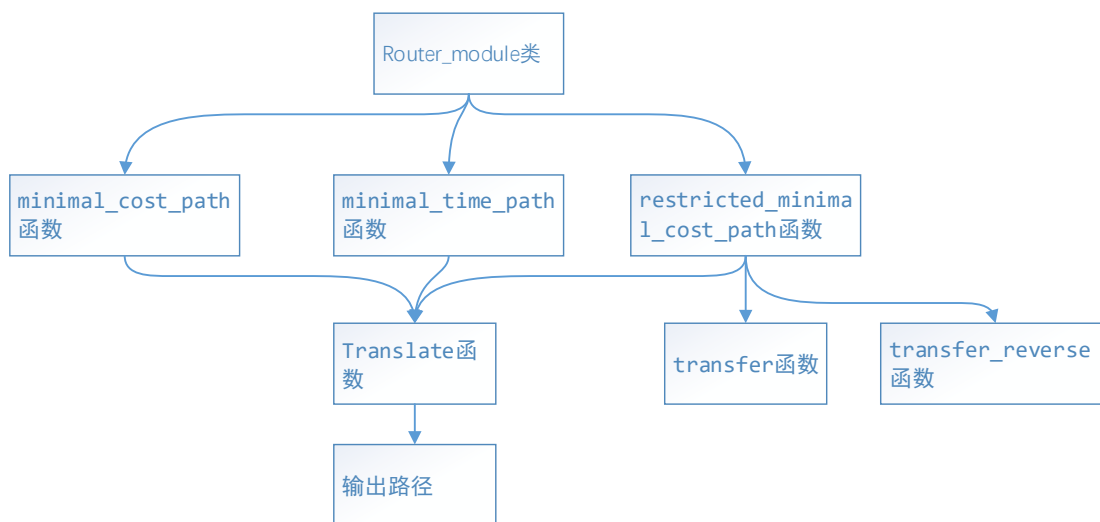 Router_module类
minimal_cost_path
函数
minimal_time_path
函数
restricted_minima
l_cost_path函数
Translate函
数
transfer函数
transfer_reverse
函数
输出路径